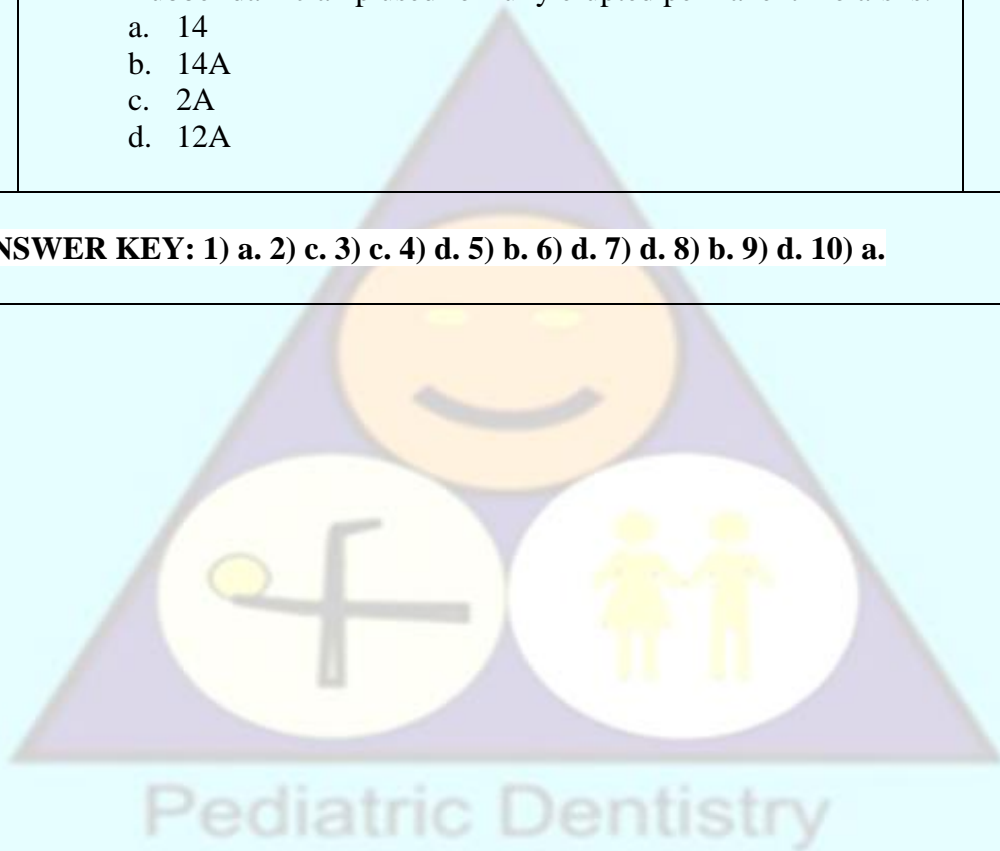 a. 14
b. 14A
c. 2A
d. 12A
NSWER KEY: 1) a. 2) c. 3) c. 4) d. 5) b. 6) d. 7) d. 8) b. 9) d. 10) a.
Pediatric Dentistry